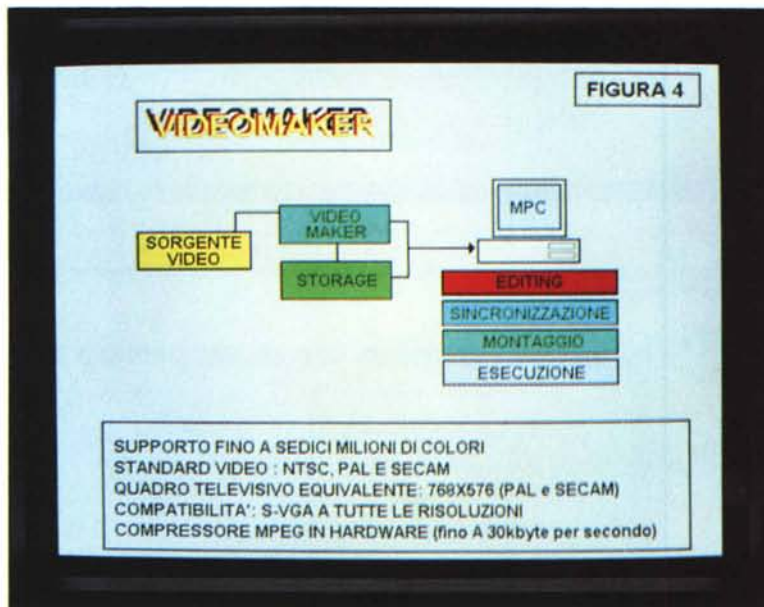 FIGURA 4
VIDEOMAKER
MPC
VIDEO
MAKER
SORGENTE
VIDEO
STORAGE
EDITING
SINCRONIZZAZIONE
MONTAGGIO
ESECUZIONE
SUPPORTO FINO A SEDICI MILIONI DI COLORI
STANDARD VIDEO : NTSC, PAL E SECAM
QUADRO TELEVISIVO EQUIVALENTE: 768X576 (PAL e SECAM)
COMPATIBILITA': S-VGA A TUTTE LE RISOLUZIONI
COMPRESSORE MPEG IN HARDWARE (fino A 30kbyte per secondo)